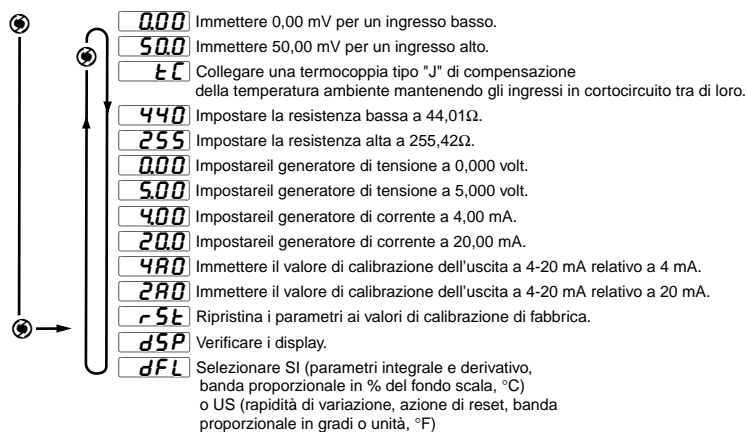 0.00 Immettere 0,00 mV per un ingresso basso.
50.0 Immettere 50,00 mV per un ingresso alto.
tC Collegare una termocoppia tipo "J" di compensazione
della temperatura ambiente mantenendo gli ingressi in cortocircuito tra di loro.
440 Impostare la resistenza bassa a 44,01Ω.
255 Impostare la resistenza alta a 255,42Ω.
0.00 Impostareil generatore di tensione a 0,000 volt.
5.00 Impostareil generatore di tensione a 5,000 volt.
4.00 Impostareil generatore di corrente a 4,00 mA.
20.0 Impostareil generatore di corrente a 20,00 mA.
4A0 Immettere il valore di calibrazione dell'uscita a 4-20 mA relativo a 4 mA.
2A0 Immettere il valore di calibrazione dell'uscita a 4-20 mA relativo a 20 mA.
rSt Ripristina i parametri ai valori di calibrazione di fabbrica.
dSP Verificare i display.
dFL Selezionare SI (parametri integrale e derivativo,
banda proporzionale in % del fondo scala, °C)
o US (rapidità di variazione, azione di reset, banda
proporzionale in gradi o unità, °F)